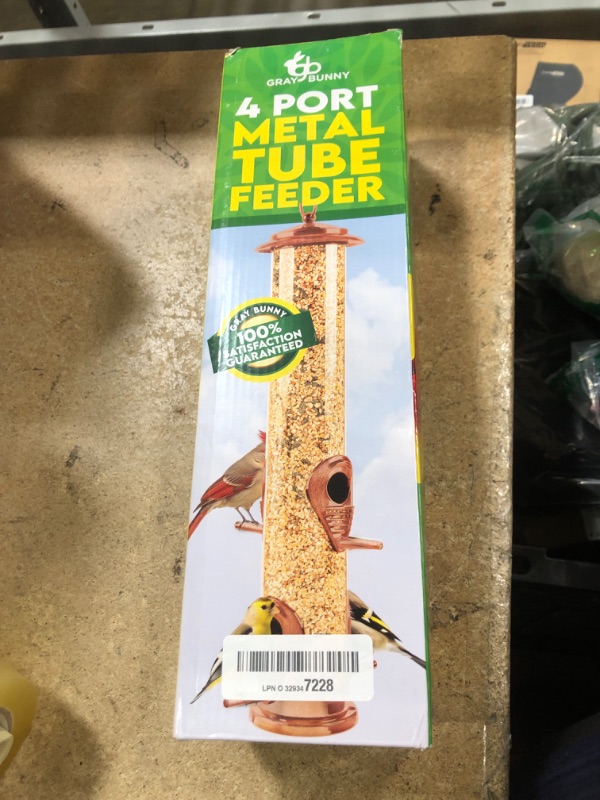 GRAY BUNNY
4 PORT
METAL
TUBE
FEEDER
GRAY BUNNY
100%
SATISFACTION
GUARANTEED
LPN O 32934 7228